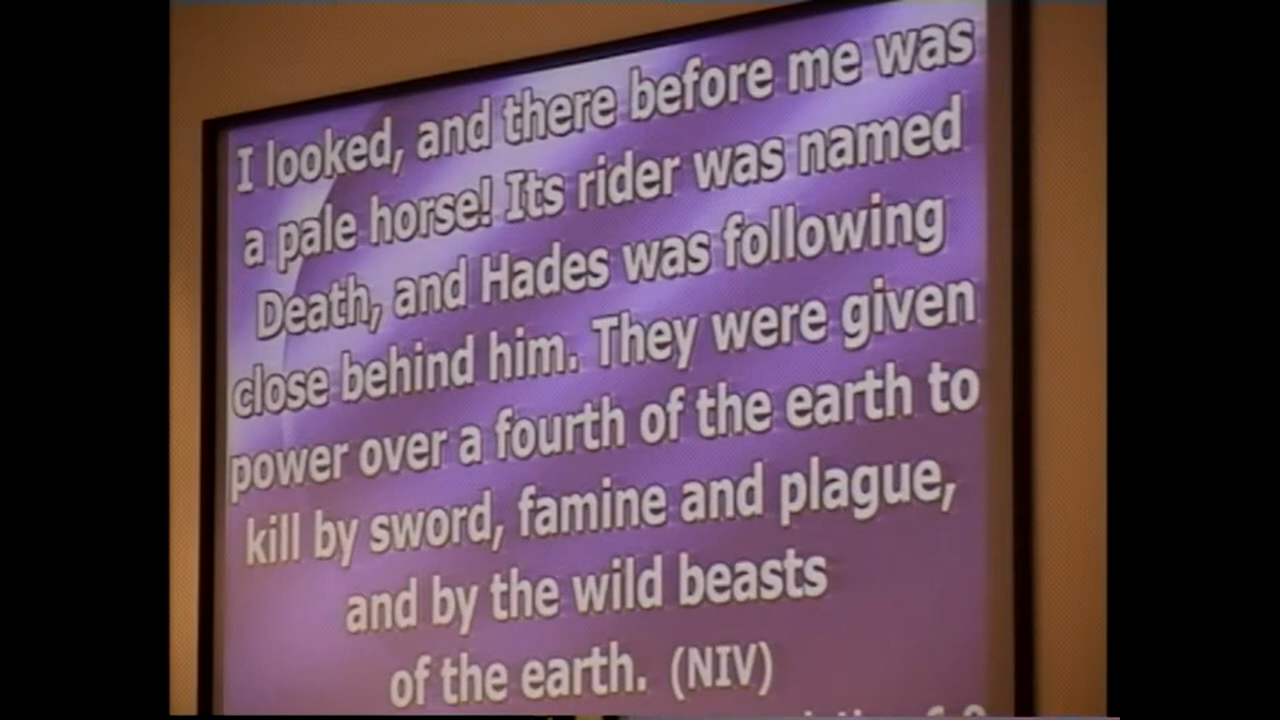 I looked, and there before me was
a pale horse! Its rider was named
Death, and Hades was following
close behind him. They were given
power over a fourth of the earth to
kill by sword, famine and plague,
and by the wild beasts
of the earth. (NIV)